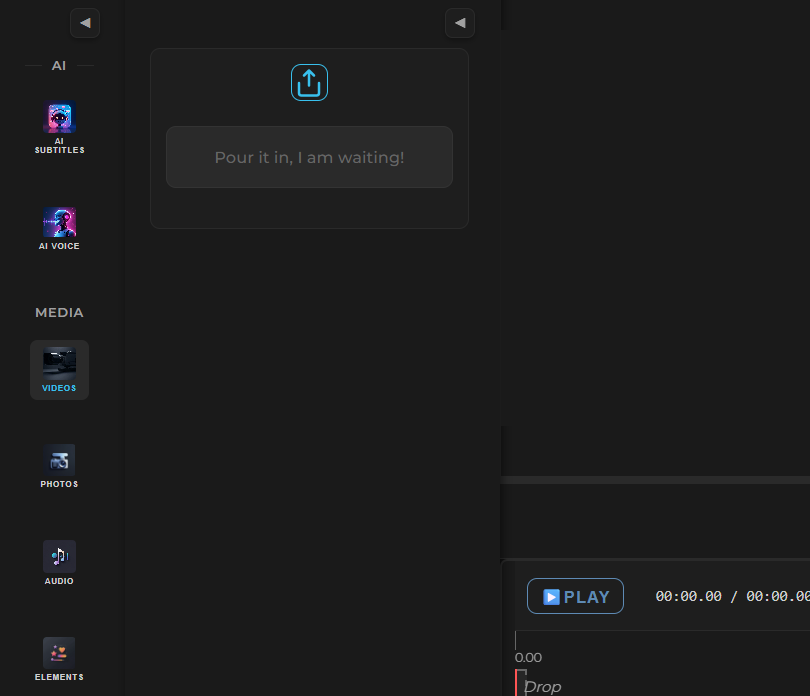 AI
AI
SUBTITLES
AI VOICE
MEDIA
VIDEOS
PHOTOS
AUDIO
ELEMENTS
Pour it in, I am waiting!
PLAY
00:00.00 / 00:00.00
0.00
Drop